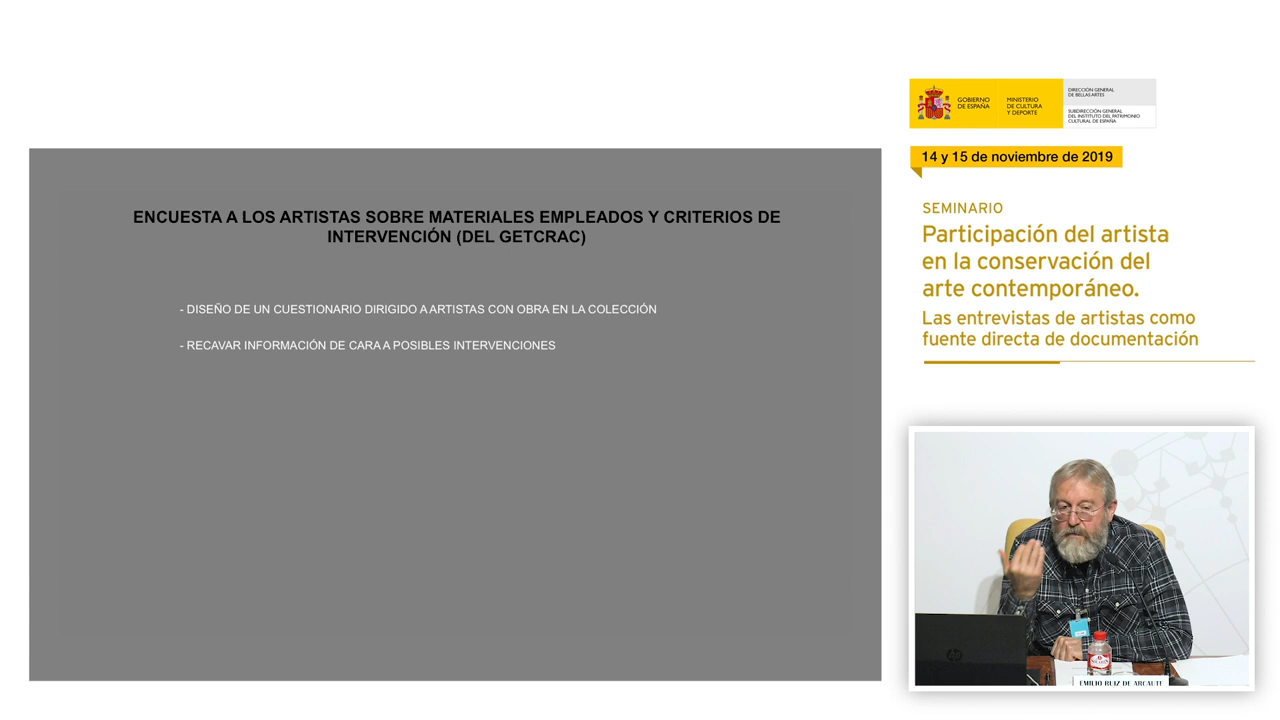 GOBIERNO
DE ESPAÑA
MINISTERIO
DE CULTURA
Y DEPORTE
DIRECCIÓN GENERAL
DE BELLAS ARTES
SUBDIRECCIÓN GENERAL
DEL INSTITUTO DEL PATRIMONIO
CULTURAL DE ESPAÑA
14 y 15 de noviembre de 2019
SEMINARIO
Participación del artista
en la conservación del
arte contemporáneo.
Las entrevistas de artistas como
fuente directa de documentación
ENCUESTA A LOS ARTISTAS SOBRE MATERIALES EMPLEADOS Y CRITERIOS DE
INTERVENCIÓN (DEL GETCRAC)
- DISEÑO DE UN CUESTIONARIO DIRIGIDO A ARTISTAS CON OBRA EN LA COLECCIÓN
- RECAVAR INFORMACIÓN DE CARA A POSIBLES INTERVENCIONES
hp
EMILIO RUIZ DE ARCAUTE